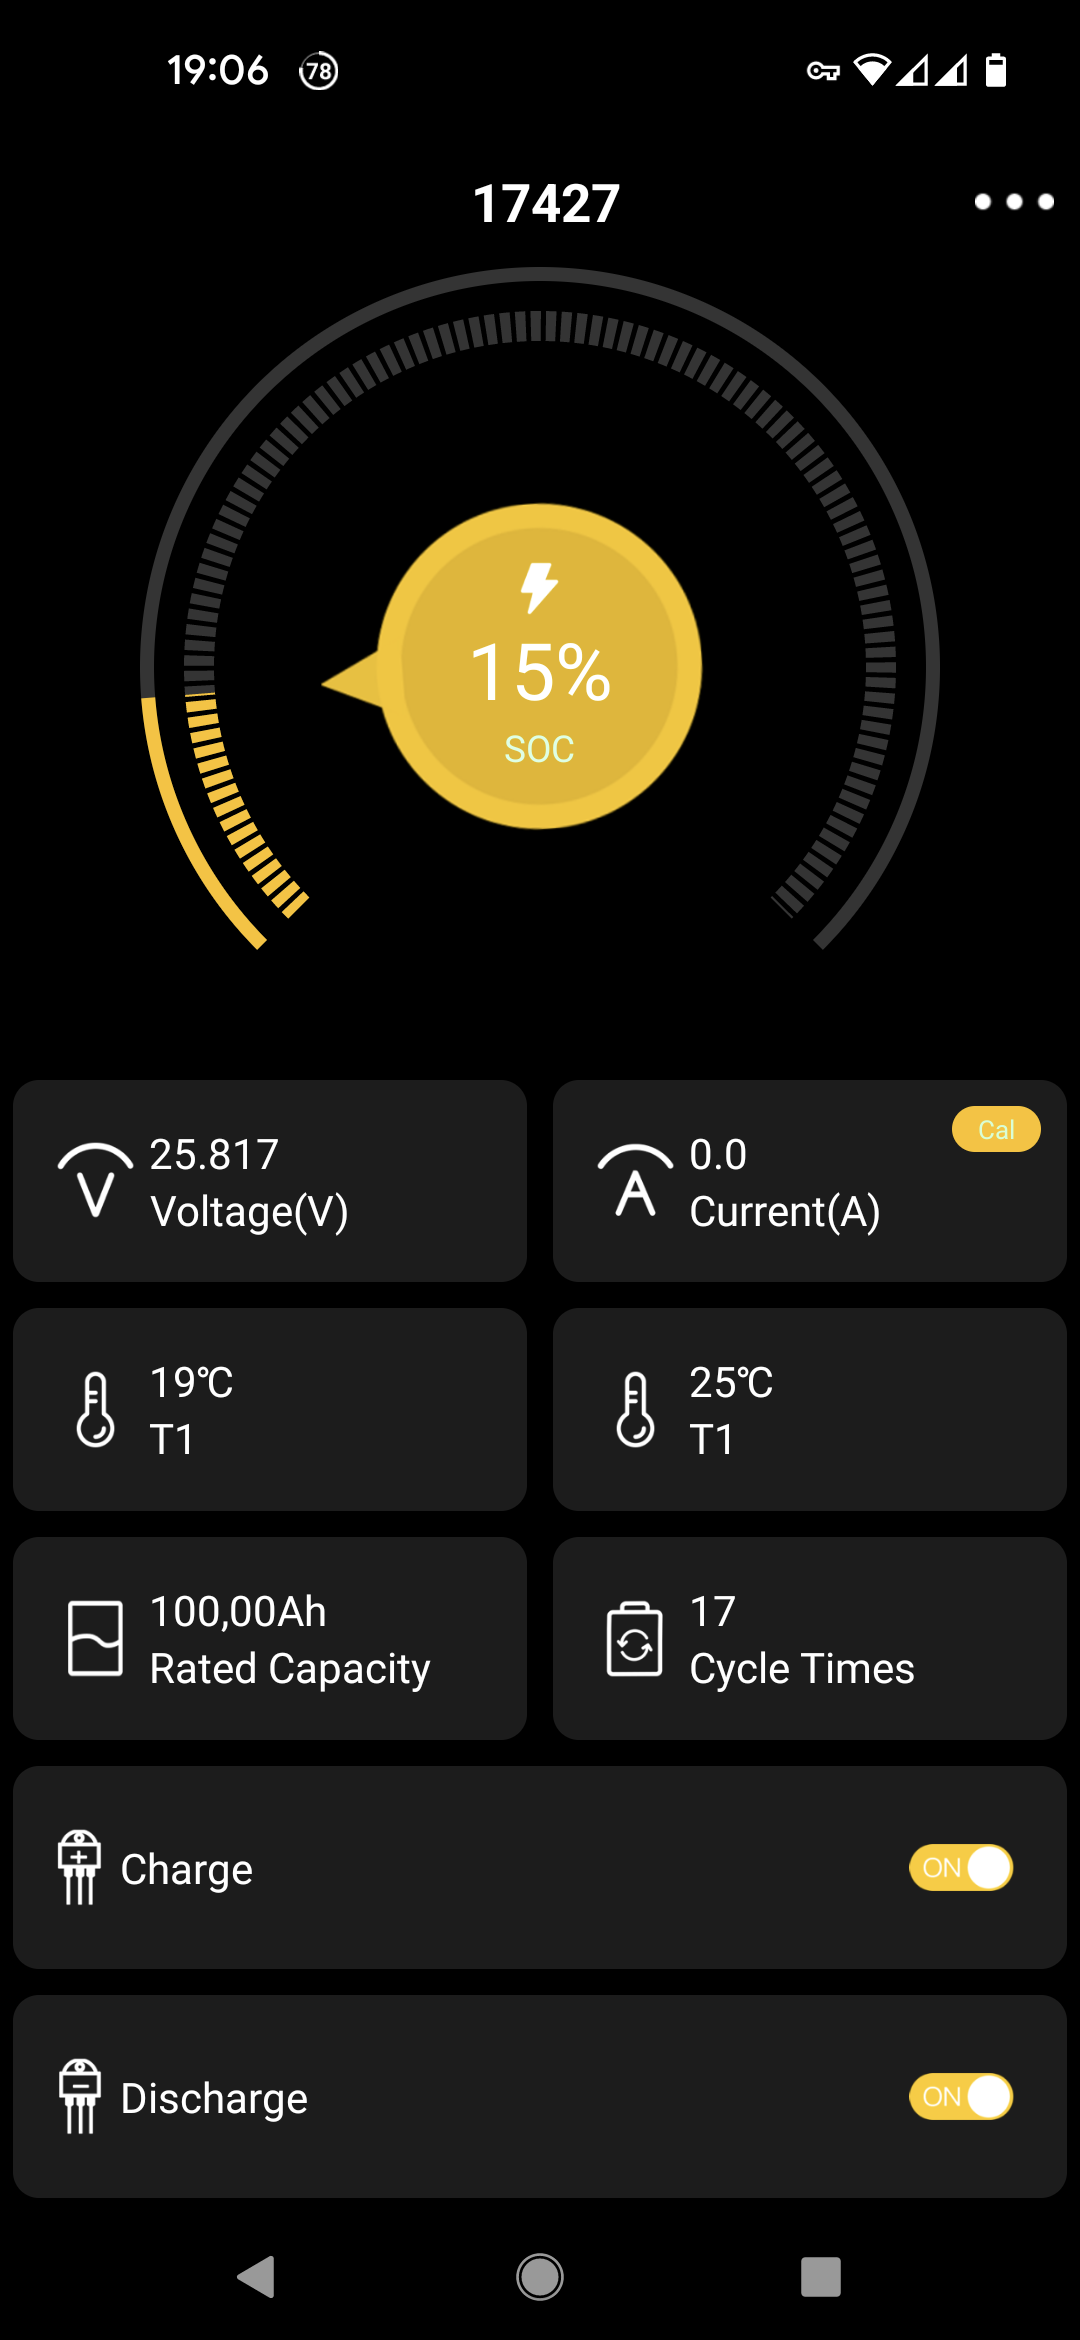 19:06 78
17427
15%
SOC
25.817
Voltage(V)
0.0
Current(A)
Cal
19℃
T1
25℃
T1
100,00Ah
Rated Capacity
17
Cycle Times
Charge
ON
Discharge
ON